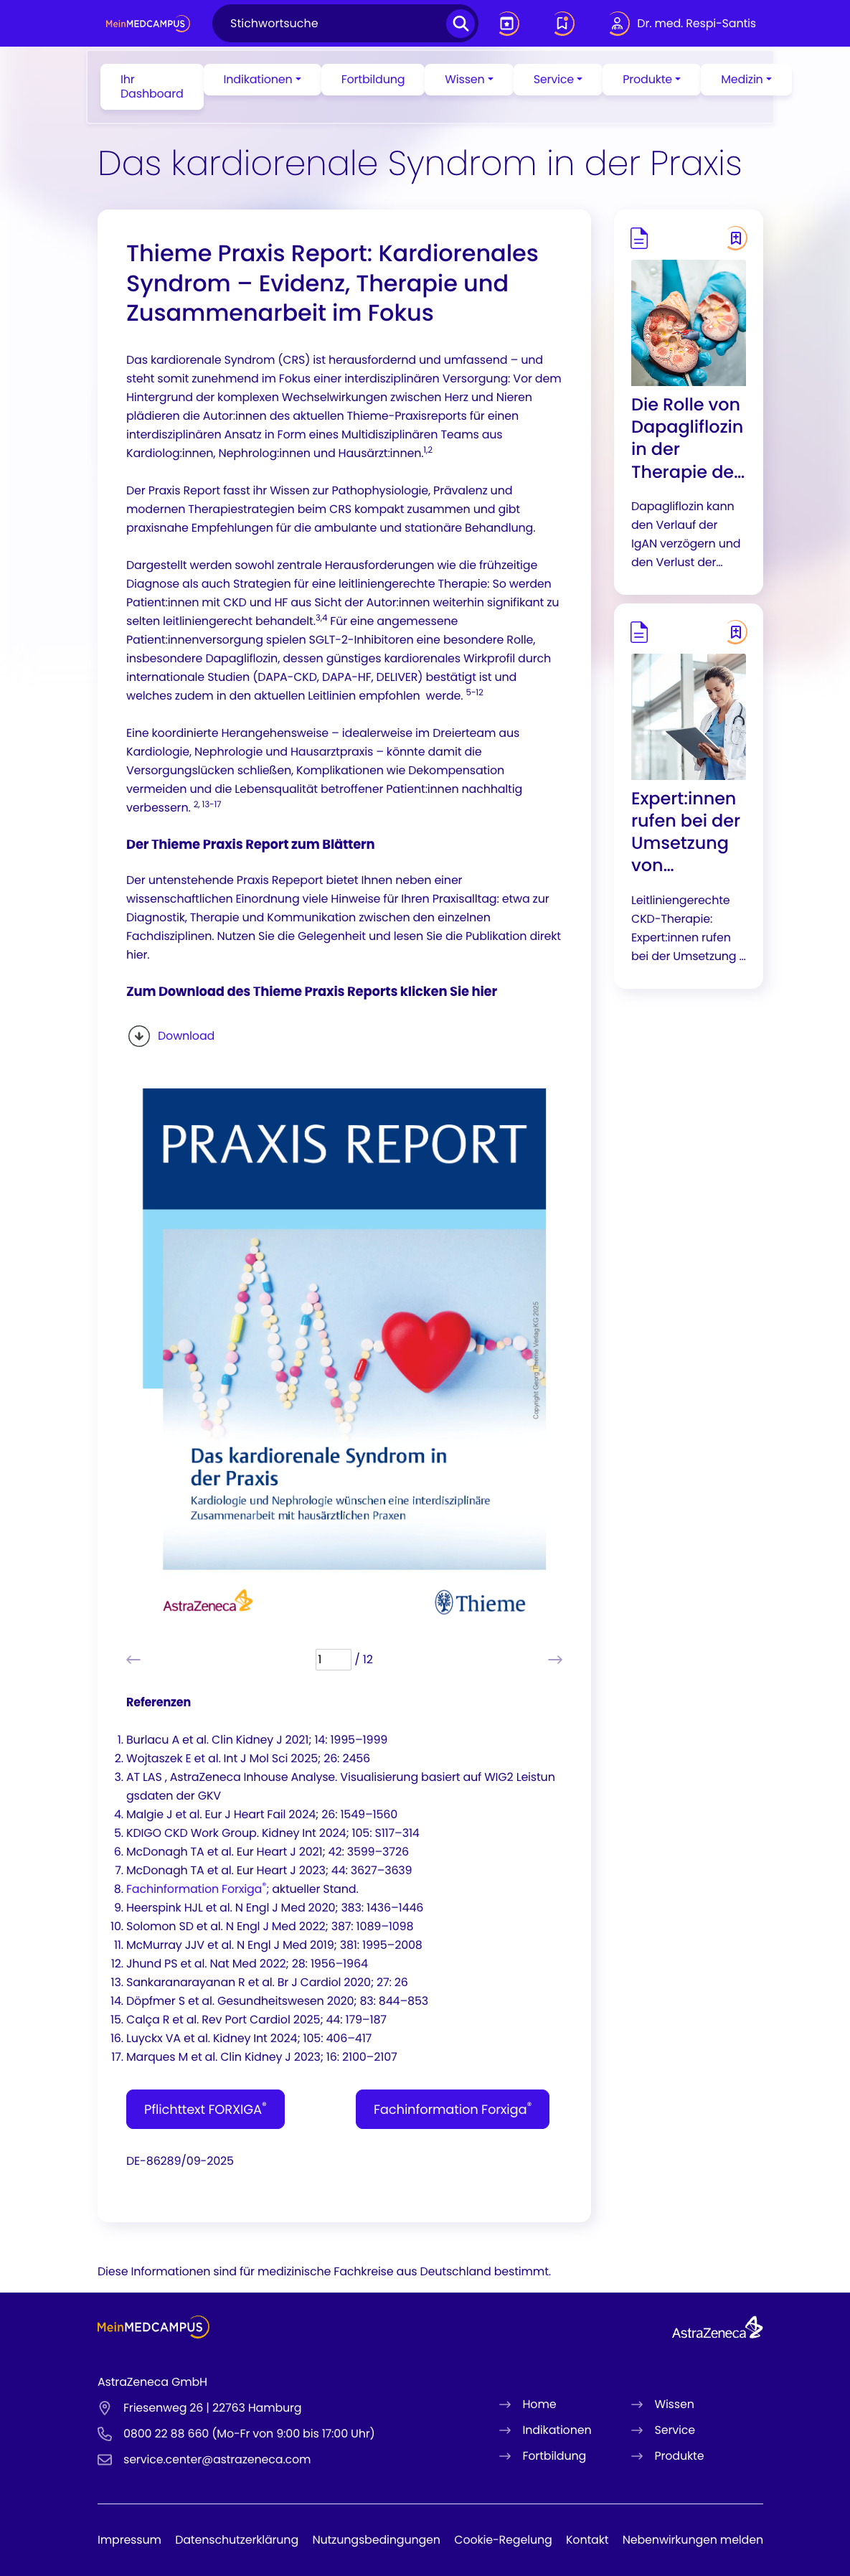 MeinMEDCAMPUS
Stichwortsuche
Dr. med. Respi-Santis
Ihr
Dashboard
Indikationen
Fortbildung
Wissen
Service
Produkte
Medizin
Das kardiorenale Syndrom in der Praxis
Thieme Praxis Report: Kardiorenales
Syndrom – Evidenz, Therapie und
Zusammenarbeit im Fokus
Das kardiorenale Syndrom (CRS) ist herausfordernd und umfassend – und
steht somit zunehmend im Fokus einer interdisziplinären Versorgung: Vor dem
Hintergrund der komplexen Wechselwirkungen zwischen Herz und Nieren
plädieren die Autor:innen des aktuellen Thieme-Praxisreports für einen
interdisziplinären Ansatz in Form eines Multidisziplinären Teams aus
Kardiolog:innen, Nephrolog:innen und Hausärzt:innen.1,2
Der Praxis Report fasst ihr Wissen zur Pathophysiologie, Prävalenz und
modernen Therapiestrategien beim CRS kompakt zusammen und gibt
praxisnahe Empfehlungen für die ambulante und stationäre Behandlung.
Dargestellt werden sowohl zentrale Herausforderungen wie die frühzeitige
Diagnose als auch Strategien für eine leitliniengerechte Therapie: So werden
Patient:innen mit CKD und HF aus Sicht der Autor:innen weiterhin signifikant zu
selten leitliniengerecht behandelt.3,4 Für eine angemessene
Patient:innenversorgung spielen SGLT-2-Inhibitoren eine besondere Rolle,
insbesondere Dapagliflozin, dessen günstiges kardiorenales Wirkprofil durch
internationale Studien (DAPA-CKD, DAPA-HF, DELIVER) bestätigt ist und
welches zudem in den aktuellen Leitlinien empfohlen  werde. 5-12
Eine koordinierte Herangehensweise – idealerweise im Dreierteam aus
Kardiologie, Nephrologie und Hausarztpraxis – könnte damit die
Versorgungslücken schließen, Komplikationen wie Dekompensation
vermeiden und die Lebensqualität betroffener Patient:innen nachhaltig
verbessern. 2, 13-17
Der Thieme Praxis Report zum Blättern
Der untenstehende Praxis Repeport bietet Ihnen neben einer
wissenschaftlichen Einordnung viele Hinweise für Ihren Praxisalltag: etwa zur
Diagnostik, Therapie und Kommunikation zwischen den einzelnen
Fachdisziplinen. Nutzen Sie die Gelegenheit und lesen Sie die Publikation direkt
hier.
Zum Download des Thieme Praxis Reports klicken Sie hier
Download
PRAXIS REPORT
Copyright Georg Thieme Verlag KG 2025
Das kardiorenale Syndrom in
der Praxis
Kardiologie und Nephrologie wünschen eine interdisziplinäre
Zusammenarbeit mit hausärztlichen Praxen
AstraZeneca
Thieme
1 / 12
Referenzen
1. Burlacu A et al. Clin Kidney J 2021; 14: 1995–1999
2. Wojtaszek E et al. Int J Mol Sci 2025; 26: 2456
3. AT LAS , AstraZeneca Inhouse Analyse. Visualisierung basiert auf WIG2 Leistun
gsdaten der GKV
4. Malgie J et al. Eur J Heart Fail 2024; 26: 1549–1560
5. KDIGO CKD Work Group. Kidney Int 2024; 105: S117–314
6. McDonagh TA et al. Eur Heart J 2021; 42: 3599–3726
7. McDonagh TA et al. Eur Heart J 2023; 44: 3627–3639
8. Fachinformation Forxiga®; aktueller Stand.
9. Heerspink HJL et al. N Engl J Med 2020; 383: 1436–1446
10. Solomon SD et al. N Engl J Med 2022; 387: 1089–1098
11. McMurray JJV et al. N Engl J Med 2019; 381: 1995–2008
12. Jhund PS et al. Nat Med 2022; 28: 1956–1964
13. Sankaranarayanan R et al. Br J Cardiol 2020; 27: 26
14. Döpfmer S et al. Gesundheitswesen 2020; 83: 844–853
15. Calça R et al. Rev Port Cardiol 2025; 44: 179–187
16. Luyckx VA et al. Kidney Int 2024; 105: 406–417
17. Marques M et al. Clin Kidney J 2023; 16: 2100–2107
Pflichttext FORXIGA®
Fachinformation Forxiga®
DE-86289/09-2025
Die Rolle von
Dapagliflozin
in der
Therapie de...
Dapagliflozin kann
den Verlauf der
IgAN verzögern und
den Verlust der...
Expert:innen
rufen bei der
Umsetzung
von...
Leitliniengerechte
CKD-Therapie:
Expert:innen rufen
bei der Umsetzung ...
Diese Informationen sind für medizinische Fachkreise aus Deutschland bestimmt.
MeinMEDCAMPUS
AstraZeneca
AstraZeneca GmbH
Friesenweg 26 | 22763 Hamburg
0800 22 88 660 (Mo-Fr von 9:00 bis 17:00 Uhr)
service.center@astrazeneca.com
Home
Indikationen
Fortbildung
Wissen
Service
Produkte
Impressum
Datenschutzerklärung
Nutzungsbedingungen
Cookie-Regelung
Kontakt
Nebenwirkungen melden